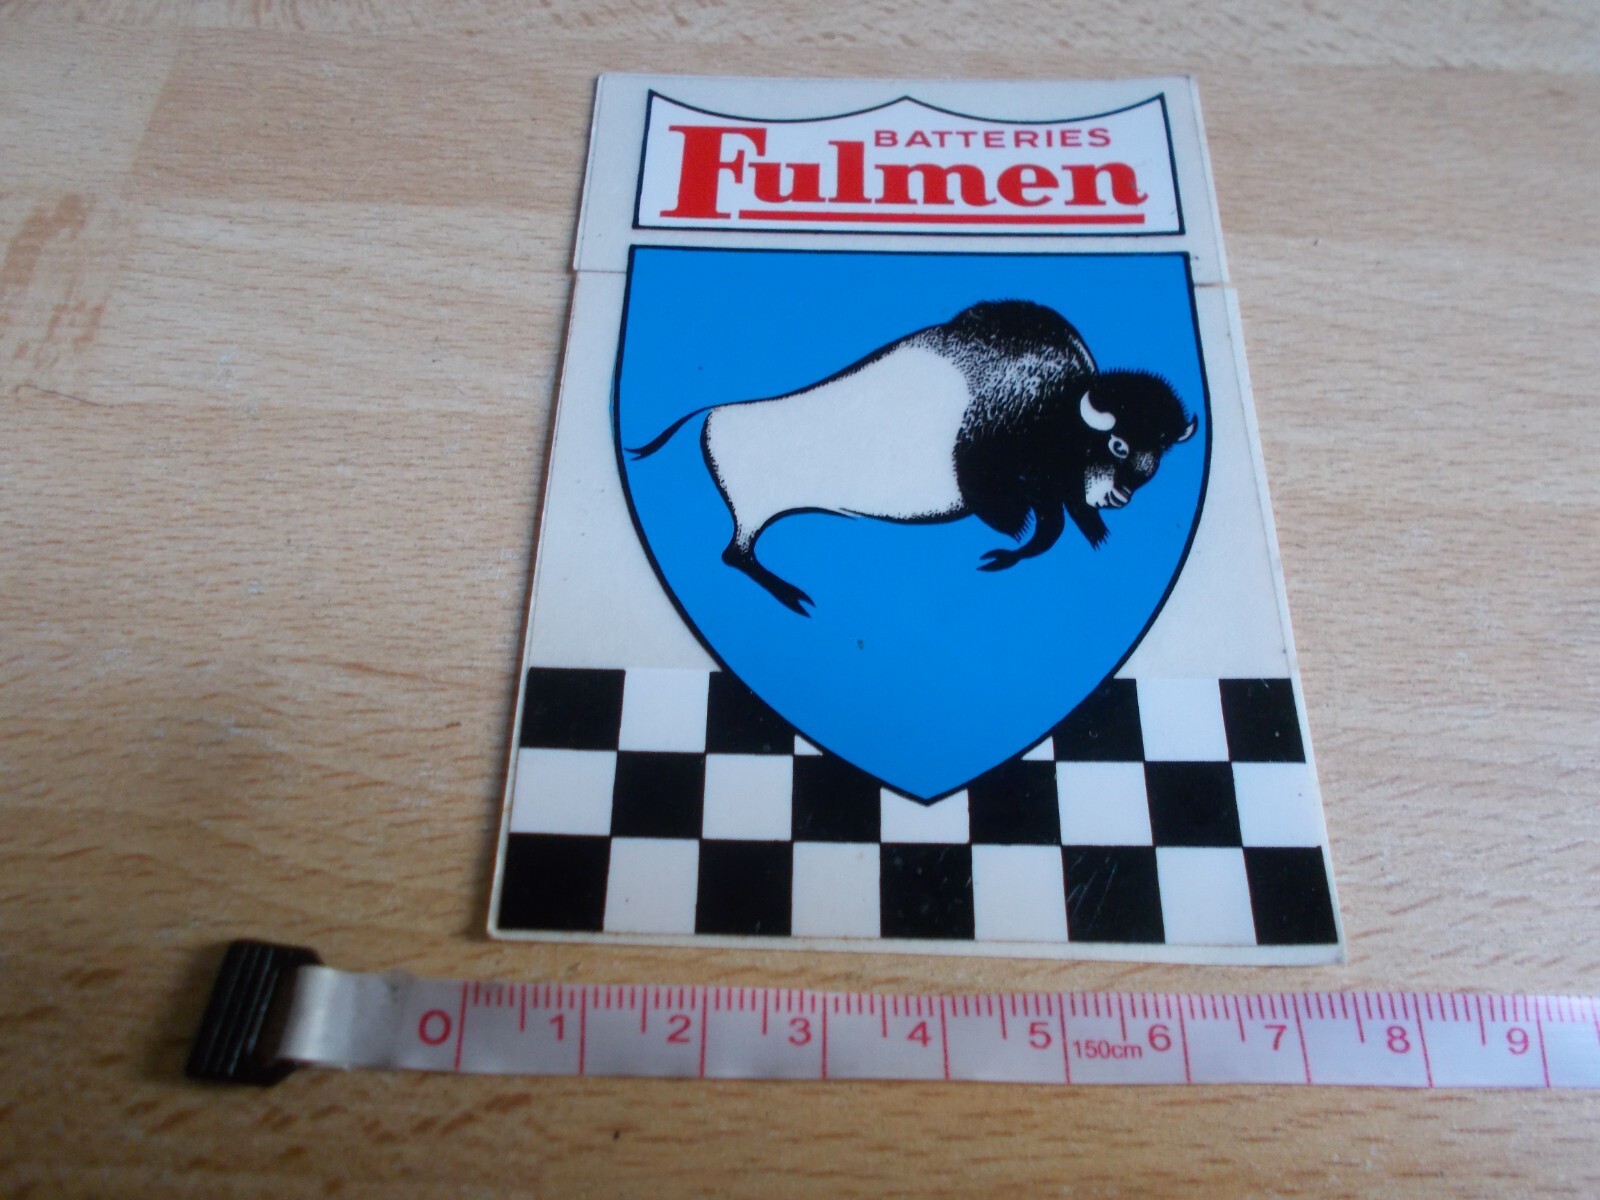 BATTERIES
Fulmen
0 1 2 3 4 5 150cm 6 7 8 9